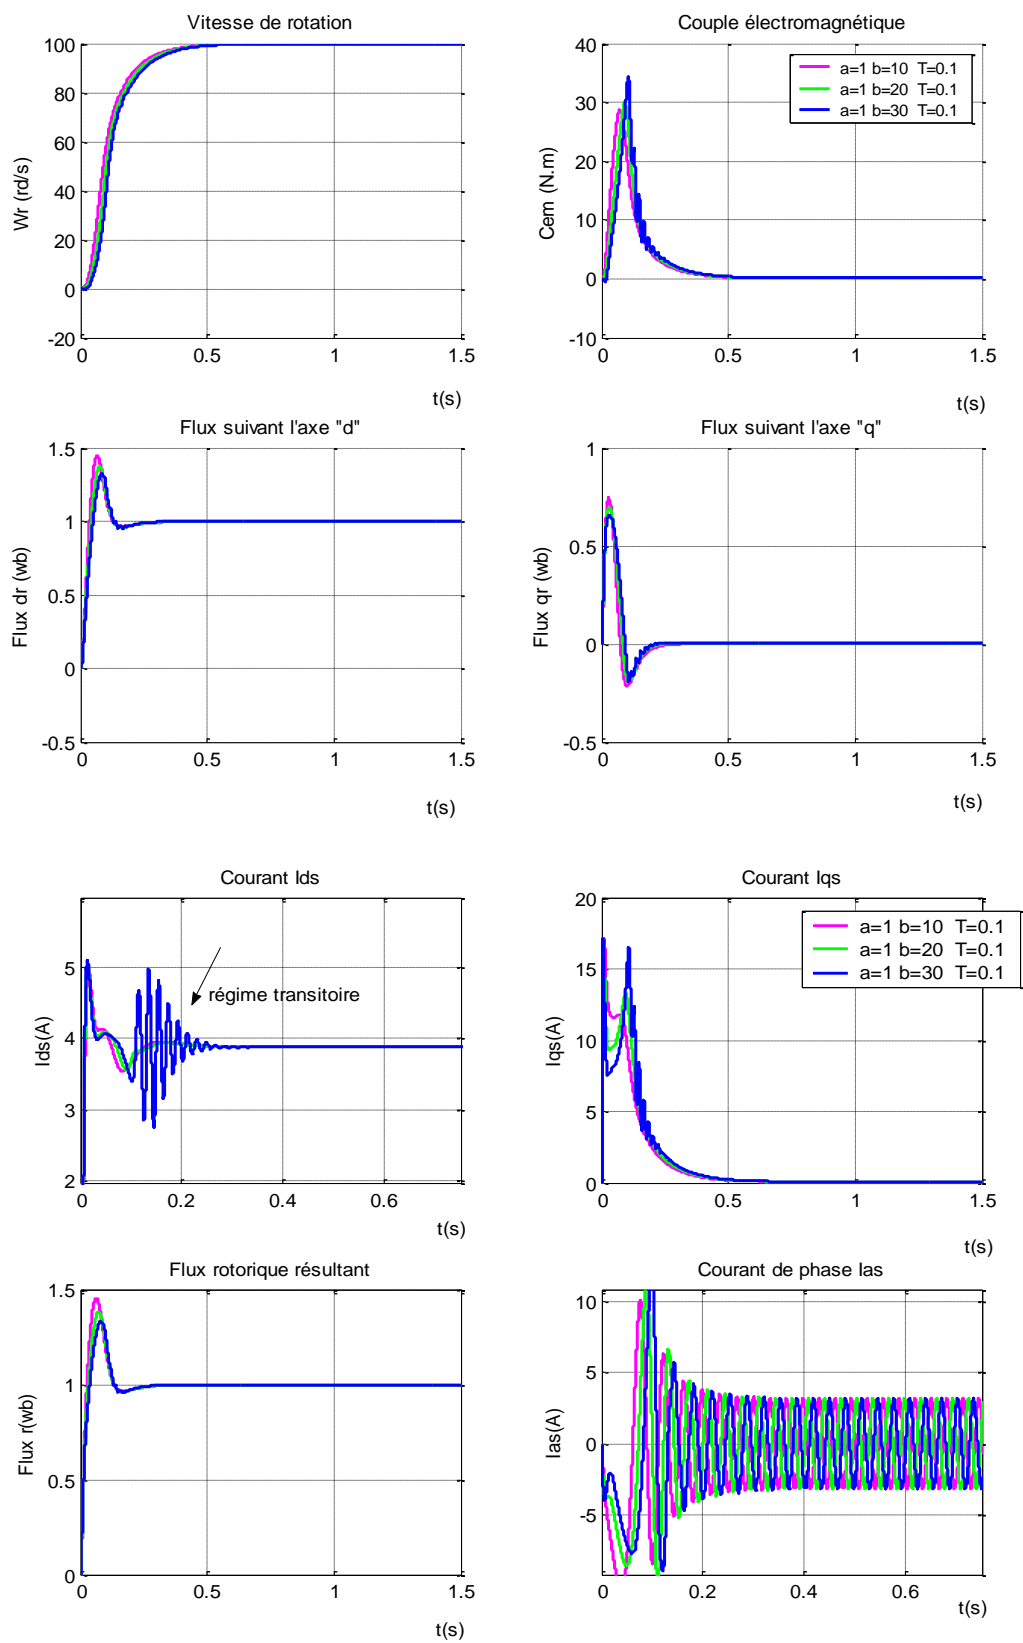 Vitesse de rotation
Couple électromagnétique
100
80
60
40
20
0
-20
Wr (rd/s)
0
0.5
1
1.5
t(s)
40
30
20
10
0
-10
Cem (N.m)
a=1 b=10 T=0.1
a=1 b=20 T=0.1
a=1 b=30 T=0.1
0
0.5
1
1.5
t(s)
Flux suivant l'axe "d"
Flux suivant l'axe "q"
1.5
1
0.5
0
-0.5
Flux dr (wb)
0
0.5
1
1.5
t(s)
1
0.5
0
-0.5
Flux qr (wb)
0
0.5
1
1.5
t(s)
Courant Ids
Courant Iqs
5
4
3
2
Ids(A)
régime transitoire
0
0.2
0.4
0.6
t(s)
20
15
10
5
0
Iqs(A)
a=1 b=10 T=0.1
a=1 b=20 T=0.1
a=1 b=30 T=0.1
0
0.5
1
1.5
t(s)
Flux rotorique résultant
Courant de phase Ias
1.5
1
0.5
0
Flux r(wb)
0
0.5
1
1.5
t(s)
10
5
0
-5
Ias(A)
0
0.2
0.4
0.6
t(s)